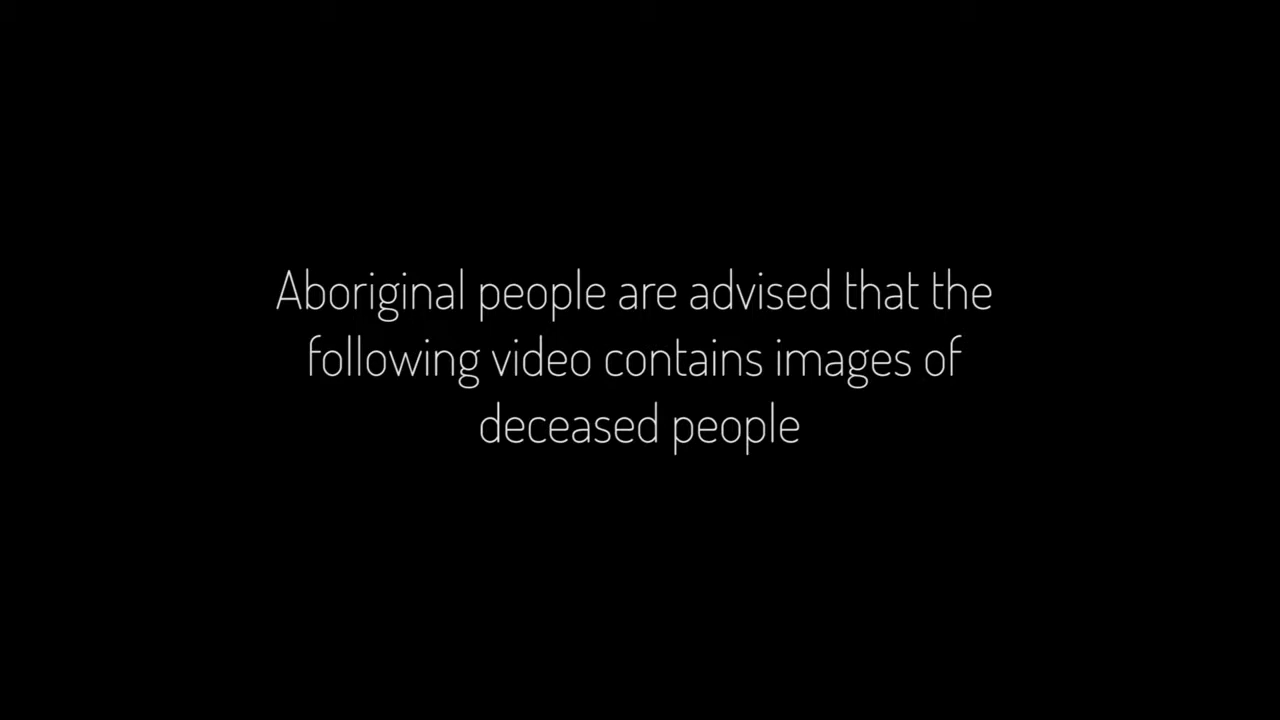 Aboriginal people are advised that the
following video contains images of
deceased people